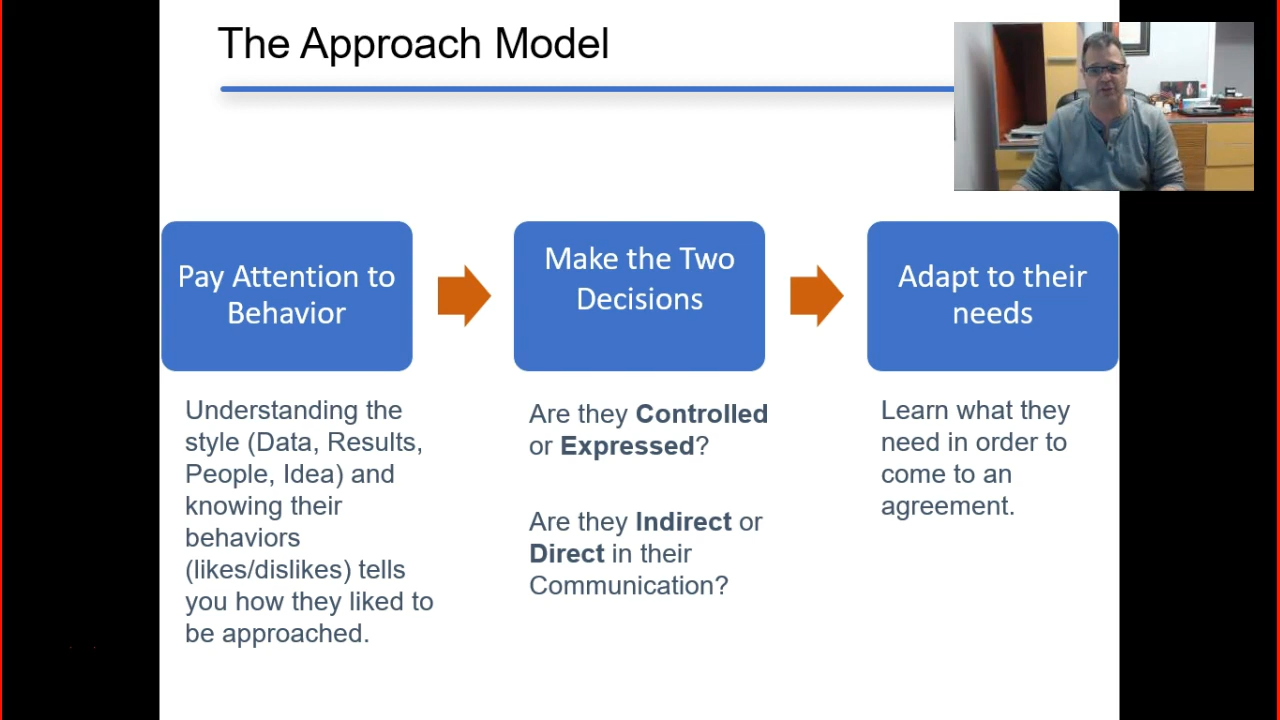 The Approach Model
Pay Attention to
Behavior
Make the Two
Decisions
Adapt to their
needs
Understanding the
style (Data, Results,
People, Idea) and
knowing their
behaviors
(likes/dislikes) tells
you how they liked to
be approached.
Are they Controlled
or Expressed?
Are they Indirect or
Direct in their
Communication?
Learn what they
need in order to
come to an
agreement.